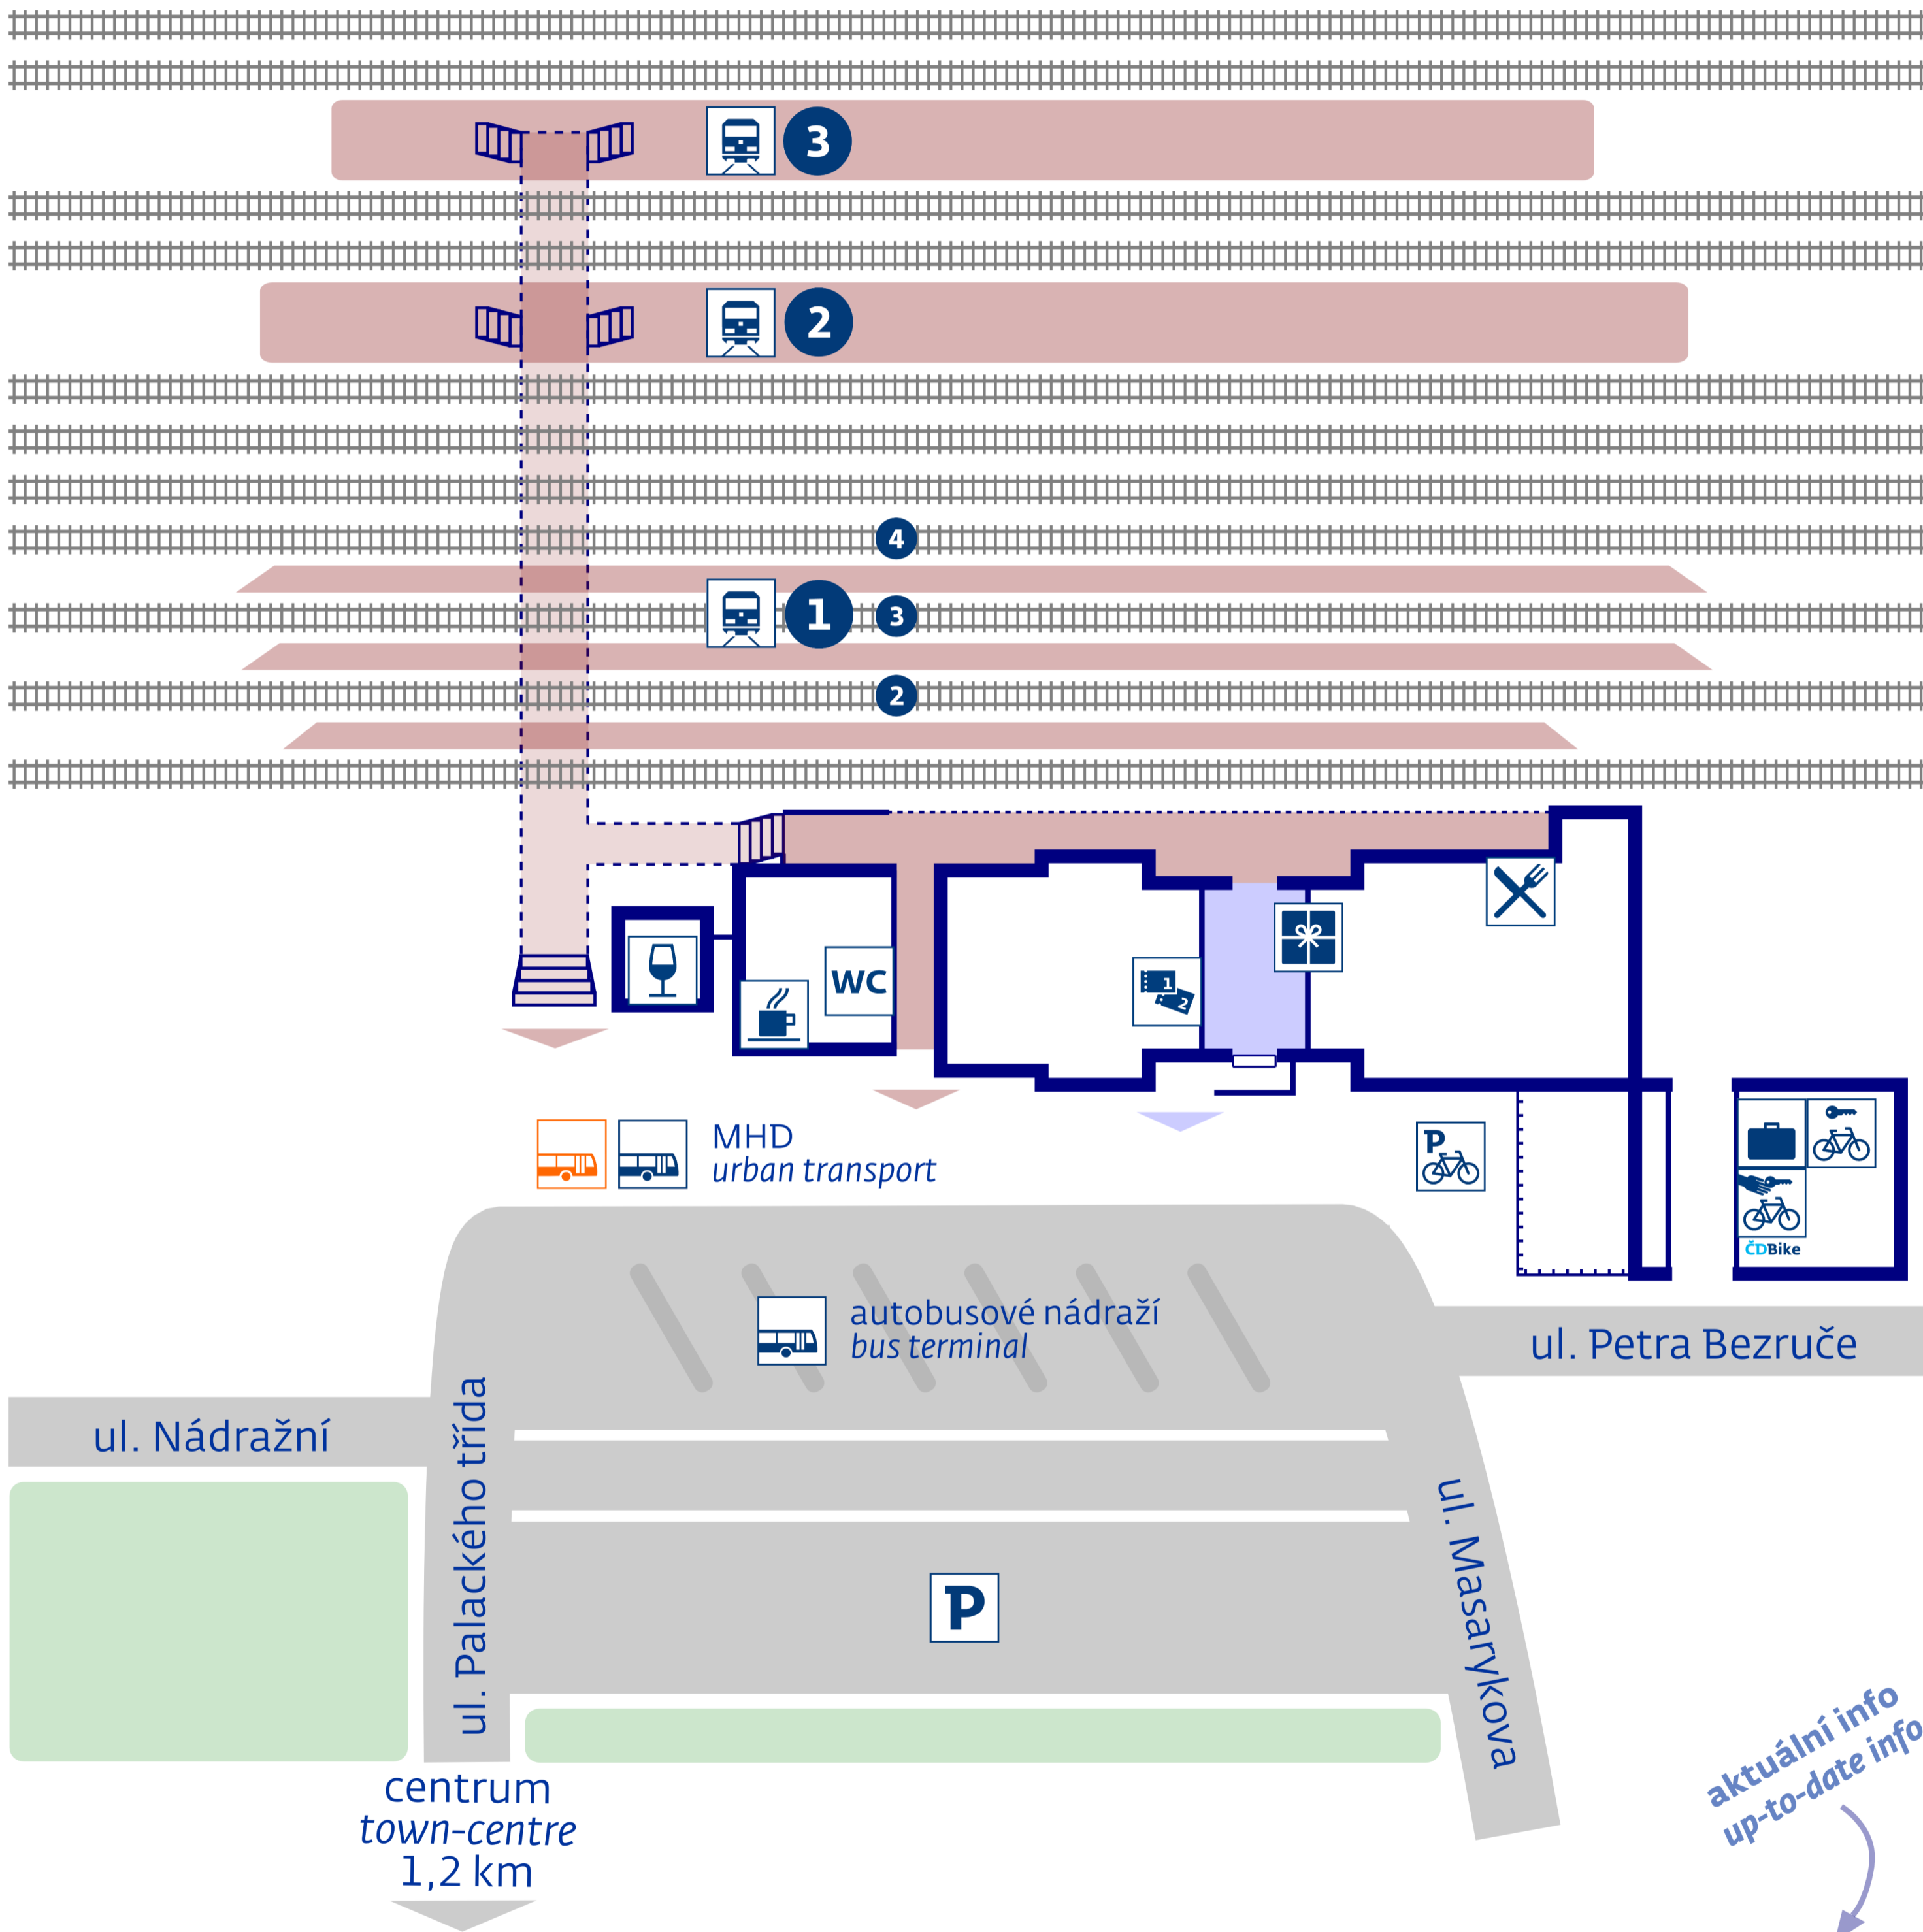 3
2
4
1
3
2
WC
1
2
MHD
urban transport
P
ČDBike
autobusové nádraží
bus terminal
ul. Petra Bezruče
ul. Nádražní
ul. Palackého třída
ul. Masarykova
P
centrum
town-centre
1,2 km
aktuální info
up-to-date info